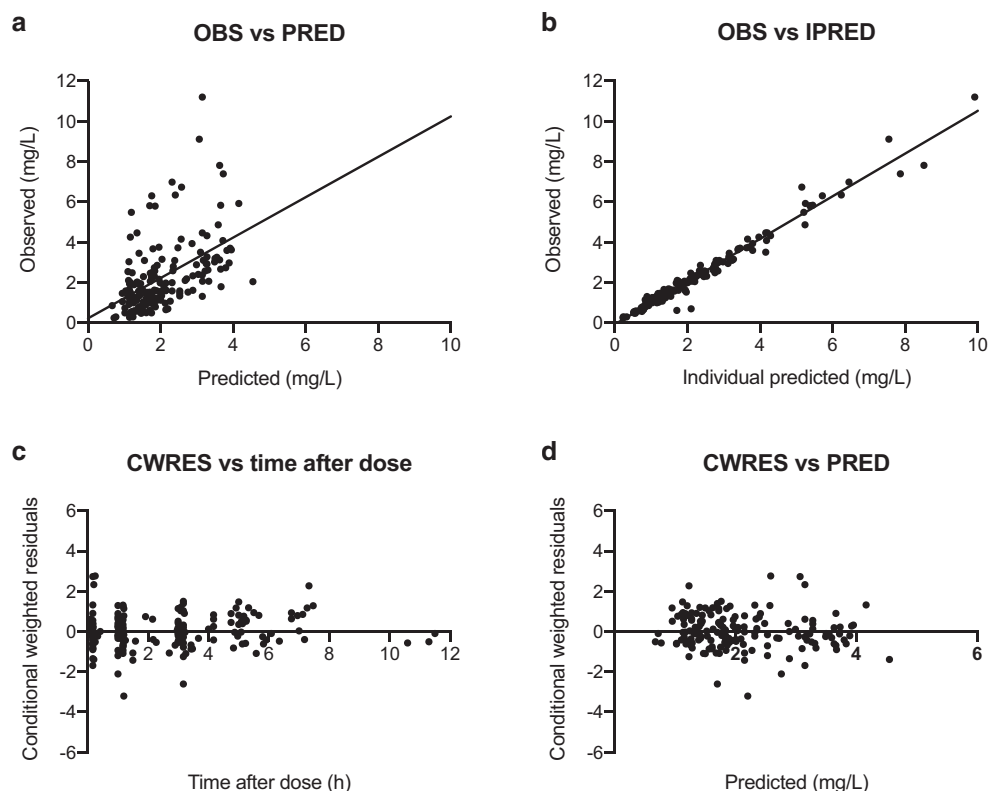 a
OBS vs PRED
12
10
8
6
4
2
0
Observed (mg/L)
0 2 4 6 8 10
Predicted (mg/L)
b
OBS vs IPRED
12
10
8
6
4
2
0
Observed (mg/L)
0 2 4 6 8 10
Individual predicted (mg/L)
c
CWRES vs time after dose
6
4
2
0
-2
-4
-6
Conditional weighted residuals
2 4 6 8 10 12
Time after dose (h)
d
CWRES vs PRED
6
4
2
0
-2
-4
-6
Conditional weighted residuals
2 4 6
Predicted (mg/L)